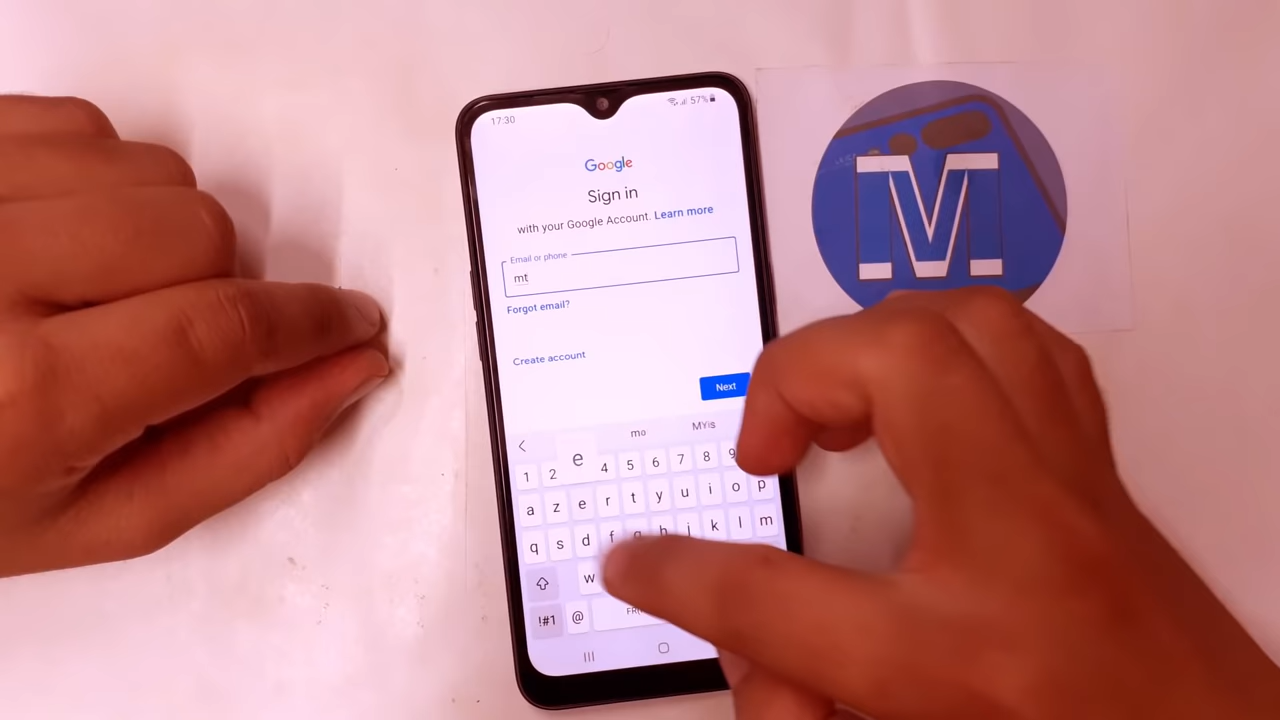 17:30
57%
Google
Sign in
with your Google Account. Learn more
Email or phone
mt
Forgot email?
Create account
Next
mo MYis
e
1 2 4 5 6 7 8 9
a z e r t y u i o p
q s d f g h j k l m
w
!#1 @
M